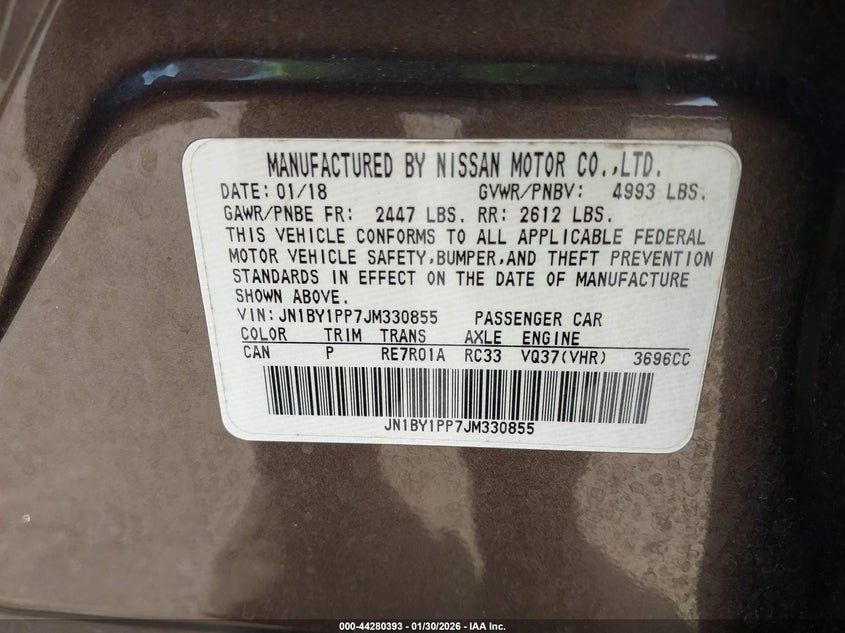 MANUFACTURED BY NISSAN MOTOR CO.,LTD.
DATE: 01/18 GVWR/PNBV: 4993 LBS.
GAWR/PNBE FR: 2447 LBS. RR: 2612 LBS.
THIS VEHICLE CONFORMS TO ALL APPLICABLE FEDERAL
MOTOR VEHICLE SAFETY,BUMPER,AND THEFT PREVENTION
STANDARDS IN EFFECT ON THE DATE OF MANUFACTURE
SHOWN ABOVE.
VIN: JN1BY1PP7JM330855 PASSENGER CAR
COLOR TRIM TRANS AXLE ENGINE
CAN P RE7R01A RC33 VQ37(VHR) 3696CC
JN1BY1PP7JM330855
000-44280393 - 01/30/2026 - IAA Inc.